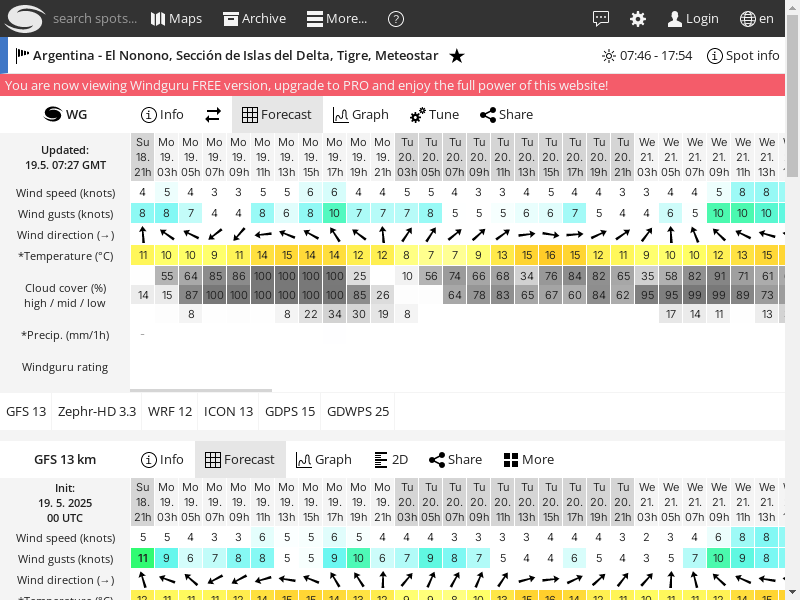 search spots... Maps Archive More... ? Login en
Argentina - El Nonono, Sección de Islas del Delta, Tigre, Meteostar ★ 07:46 - 17:54 Spot info
You are now viewing Windguru FREE version, upgrade to PRO and enjoy the full power of this website!
WG Info Forecast Graph Tune Share
Updated:
19.5. 07:27 GMT
Su Mo Mo Mo Mo Mo Mo Mo Mo Mo Mo Tu Tu Tu Tu Tu Tu Tu Tu Tu Tu We We We We We We
18. 19. 19. 19. 19. 19. 19. 19. 19. 19. 19. 20. 20. 20. 20. 20. 20. 20. 20. 20. 20. 21. 21. 21. 21. 21. 21.
21h 03h 05h 07h 09h 11h 13h 15h 17h 19h 21h 03h 05h 07h 09h 11h 13h 15h 17h 19h 21h 03h 05h 07h 09h 11h 13h
Wind speed (knots) 4 5 4 3 3 5 5 6 6 4 4 5 5 4 3 3 4 5 4 4 3 3 4 4 5 8 8
Wind gusts (knots) 8 8 7 4 4 8 6 8 10 7 7 7 8 5 5 5 6 6 7 5 4 4 6 5 10 10 10
Wind direction (→)
*Temperature (°C) 11 10 10 9 11 14 15 14 14 12 12 8 7 7 9 13 15 16 15 12 11 9 10 10 12 13 15
Cloud cover (%)
high / mid / low
55 64 85 86 100 100 100 100 25 10 56 74 66 68 34 76 84 82 65 35 58 82 91 71 61
14 15 87 100 100 100 100 100 100 85 26 64 78 83 65 67 60 84 62 95 95 99 99 89 73
8 8 22 34 30 19 8 17 14 11 13
*Precip. (mm/1h) -
Windguru rating
GFS 13 Zephr-HD 3.3 WRF 12 ICON 13 GDPS 15 GDWPS 25
GFS 13 km Info Forecast Graph 2D Share More
Init:
19. 5. 2025
00 UTC
Su Mo Mo Mo Mo Mo Mo Mo Mo Mo Mo Tu Tu Tu Tu Tu Tu Tu Tu Tu Tu We We We We We We
18. 19. 19. 19. 19. 19. 19. 19. 19. 19. 19. 20. 20. 20. 20. 20. 20. 20. 20. 20. 20. 21. 21. 21. 21. 21. 21.
21h 03h 05h 07h 09h 11h 13h 15h 17h 19h 21h 03h 05h 07h 09h 11h 13h 15h 17h 19h 21h 03h 05h 07h 09h 11h 13h
Wind speed (knots) 5 5 4 3 3 6 5 5 6 5 4 4 4 3 3 3 3 4 4 4 3 2 3 4 6 8 8
Wind gusts (knots) 11 9 6 7 8 8 5 5 9 10 6 7 9 8 7 5 4 4 6 5 4 3 5 7 10 9 8
Wind direction (→)